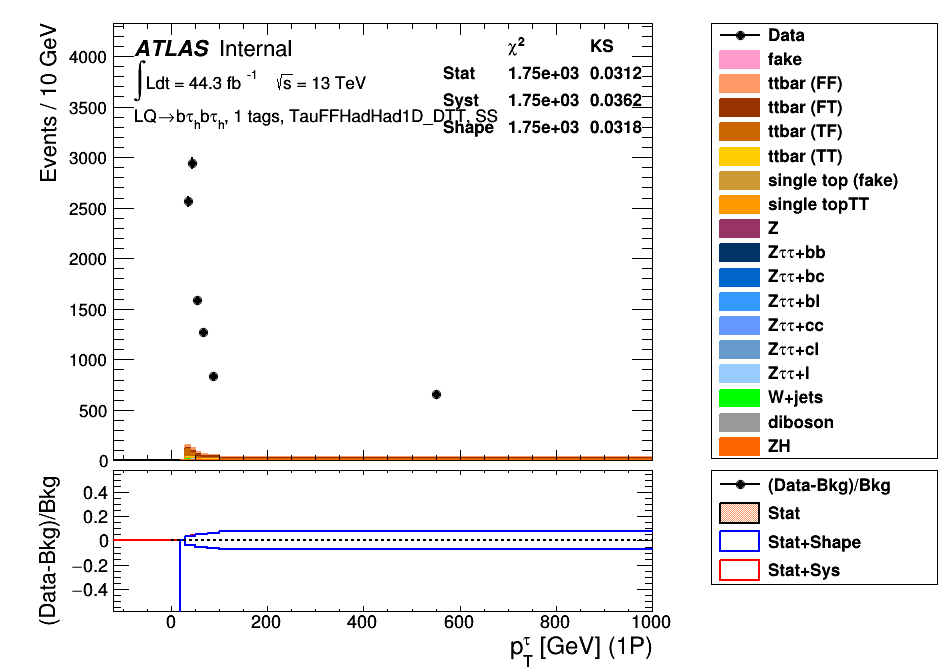 Events / 10 GeV
4000
3500
3000
2500
2000
1500
1000
500
0
ATLAS Internal
∫Ldt = 44.3 fb⁻¹ √s = 13 TeV
LQ→bτₕbτₕ, 1 tags, TauFFHadHad1D_DTT, SS
χ² KS
Stat 1.75e+03 0.0312
Syst 1.75e+03 0.0362
Shape 1.75e+03 0.0318
Data
fake
ttbar (FF)
ttbar (FT)
ttbar (TF)
ttbar (TT)
single top (fake)
single topTT
Z
Zττ+bb
Zττ+bc
Zττ+bl
Zττ+cc
Zττ+cl
Zττ+l
W+jets
diboson
ZH
(Data-Bkg)/Bkg
0.4
0.2
0
−0.2
−0.4
0 200 400 600 800 1000
p_T^τ [GeV] (1P)
(Data-Bkg)/Bkg
Stat
Stat+Shape
Stat+Sys